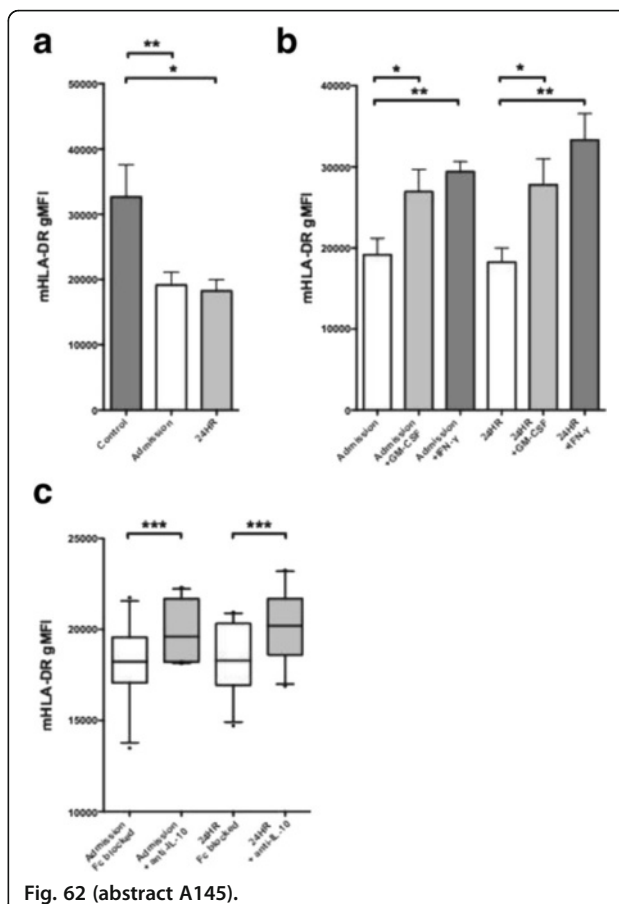 a
**
*
50000
40000
30000
20000
10000
0
mHLA-DR gMFI
Control
Admission
24HR
b
*
**
*
**
40000
30000
20000
10000
0
mHLA-DR gMFI
Admission
Admission
+GM-CSF
Admission
+IFN-γ
24HR
24HR
+GM-CSF
24HR
+IFN-γ
c
***
***
25000
20000
15000
10000
mHLA-DR gMFI
Admission
Fc blocked
Admission
+ anti-IL-10
24HR
Fc blocked
24HR
+ anti-IL-10
Fig. 62 (abstract A145).